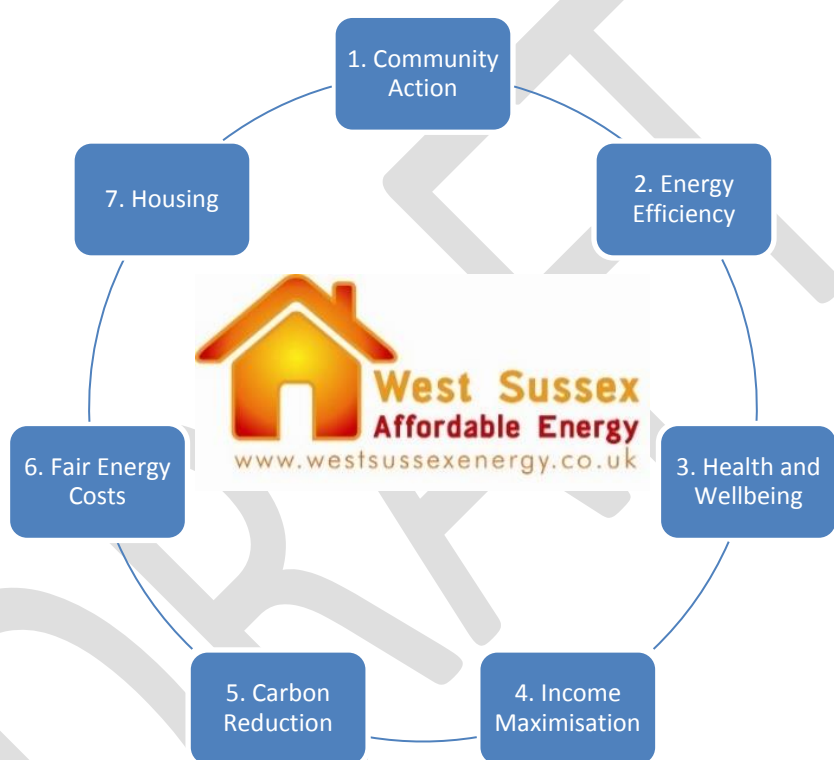 1. Community
Action
2. Energy
Efficiency
3. Health and
Wellbeing
4. Income
Maximisation
5. Carbon
Reduction
6. Fair Energy
Costs
7. Housing
West Sussex
Affordable Energy
www.westsussexenergy.co.uk
DRAFT